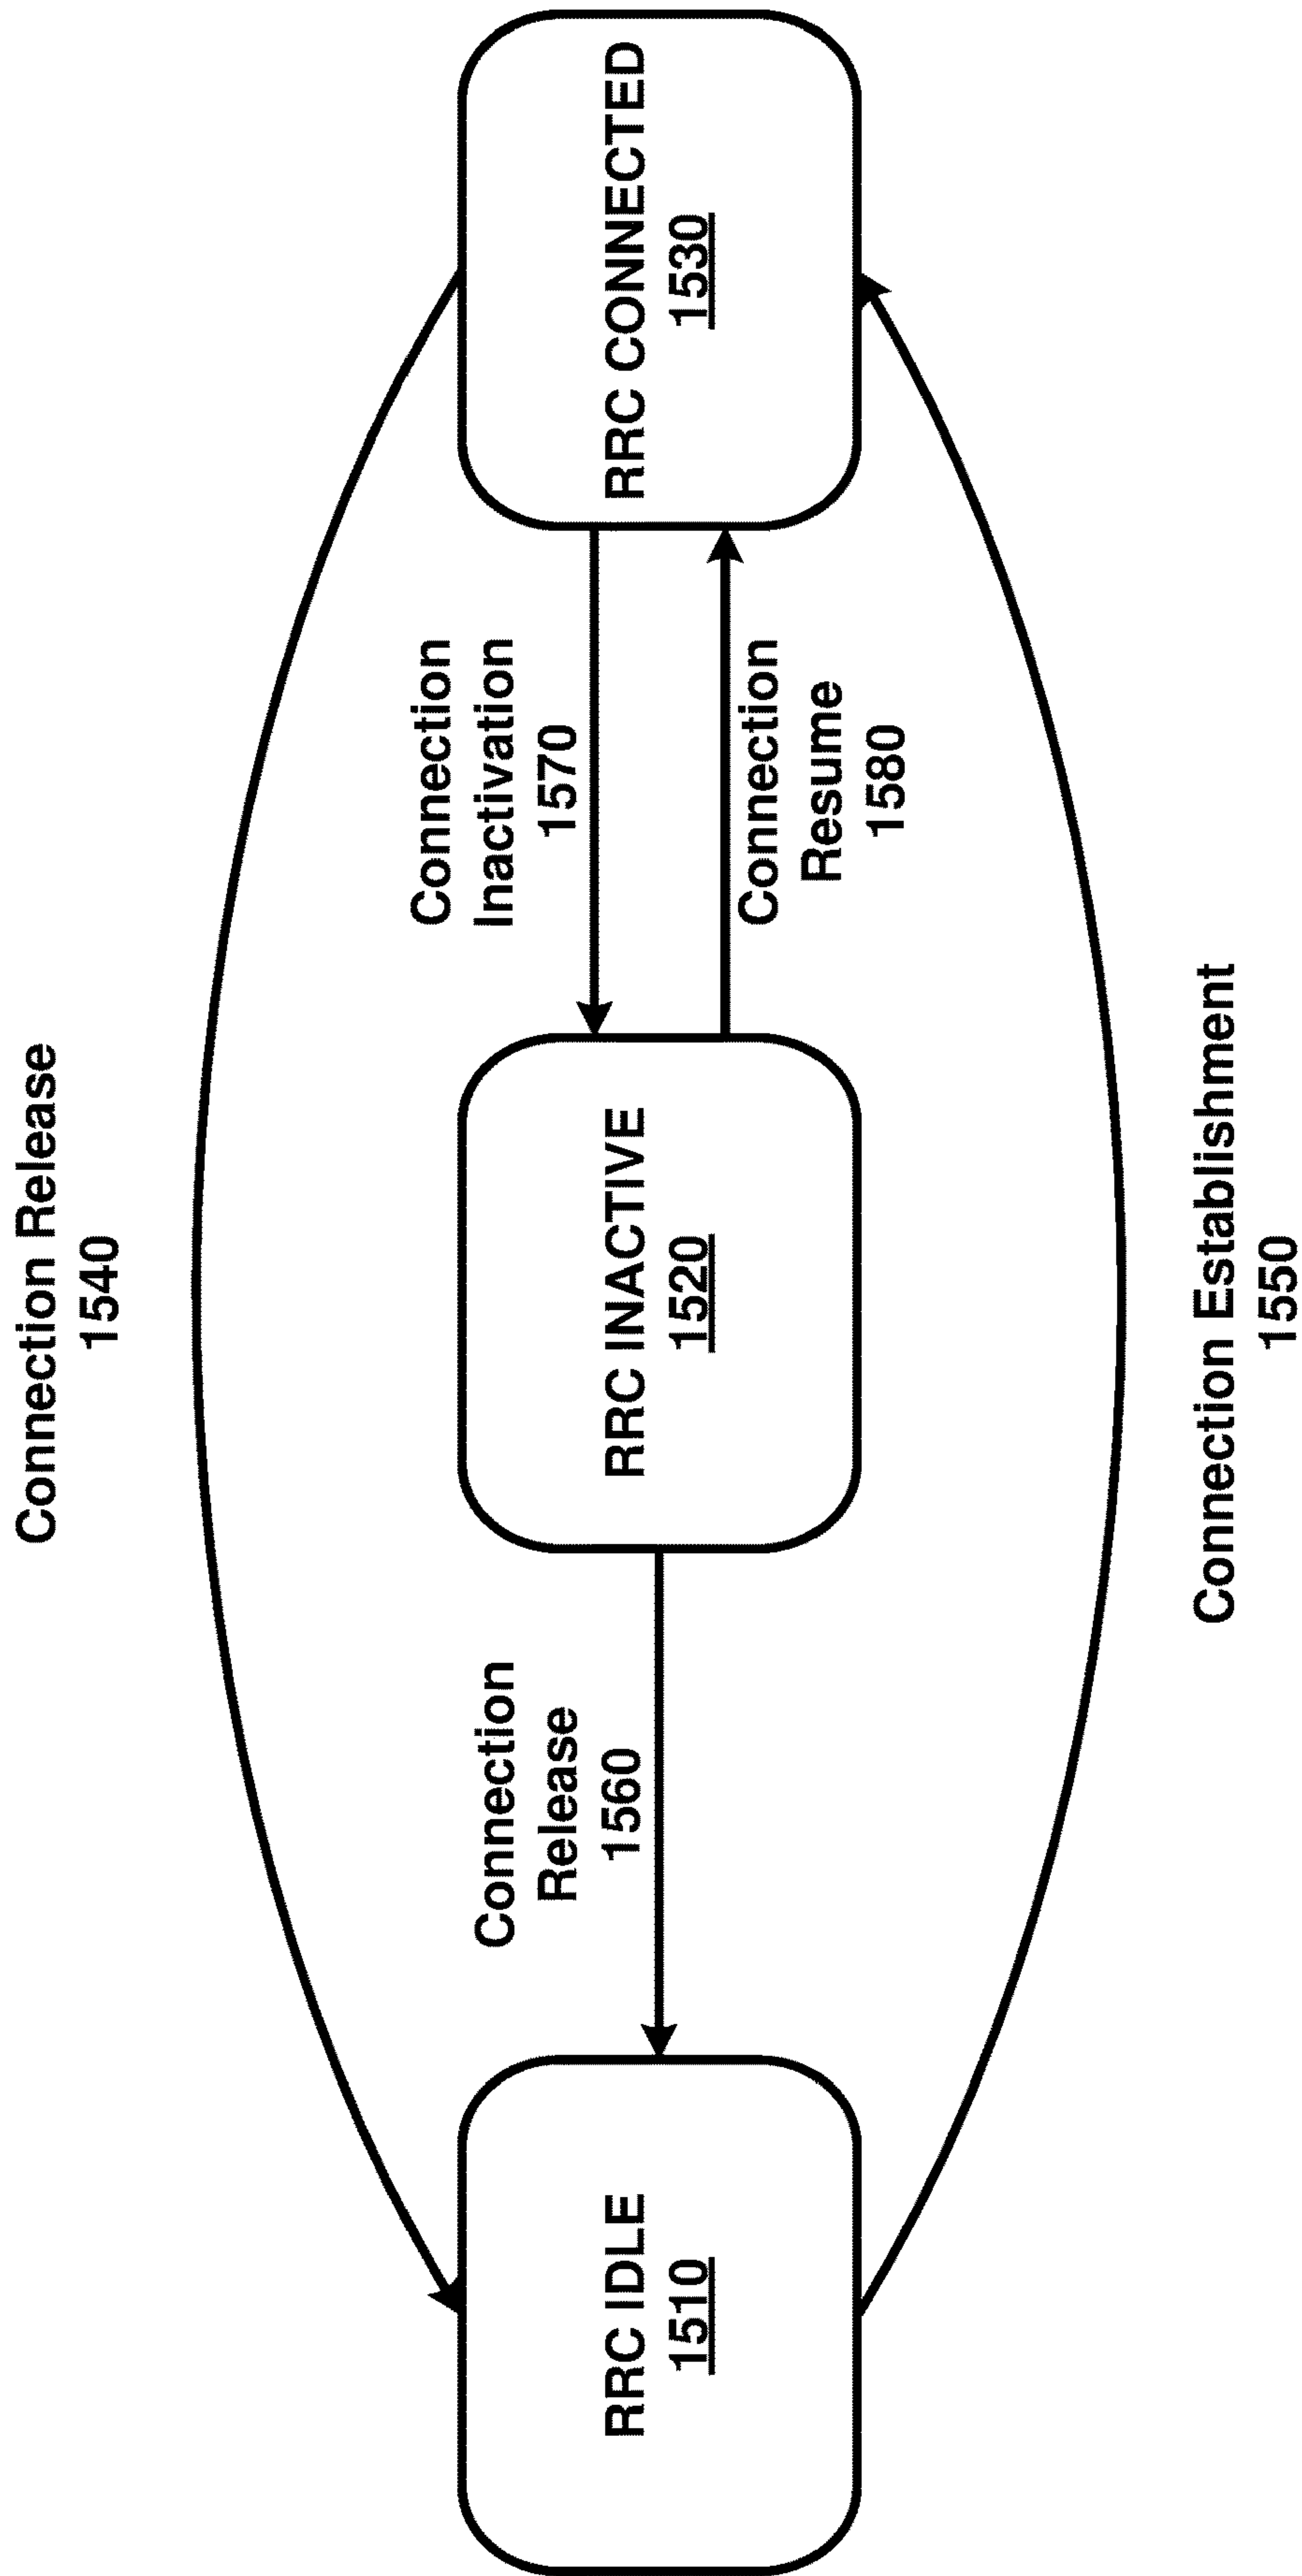 Connection Release
1540
Connection
Release
1560
Connection
Inactivation
1570
RRC IDLE
1510
RRC INACTIVE
1520
RRC CONNECTED
1530
Connection
Resume
1580
Connection Establishment
1550